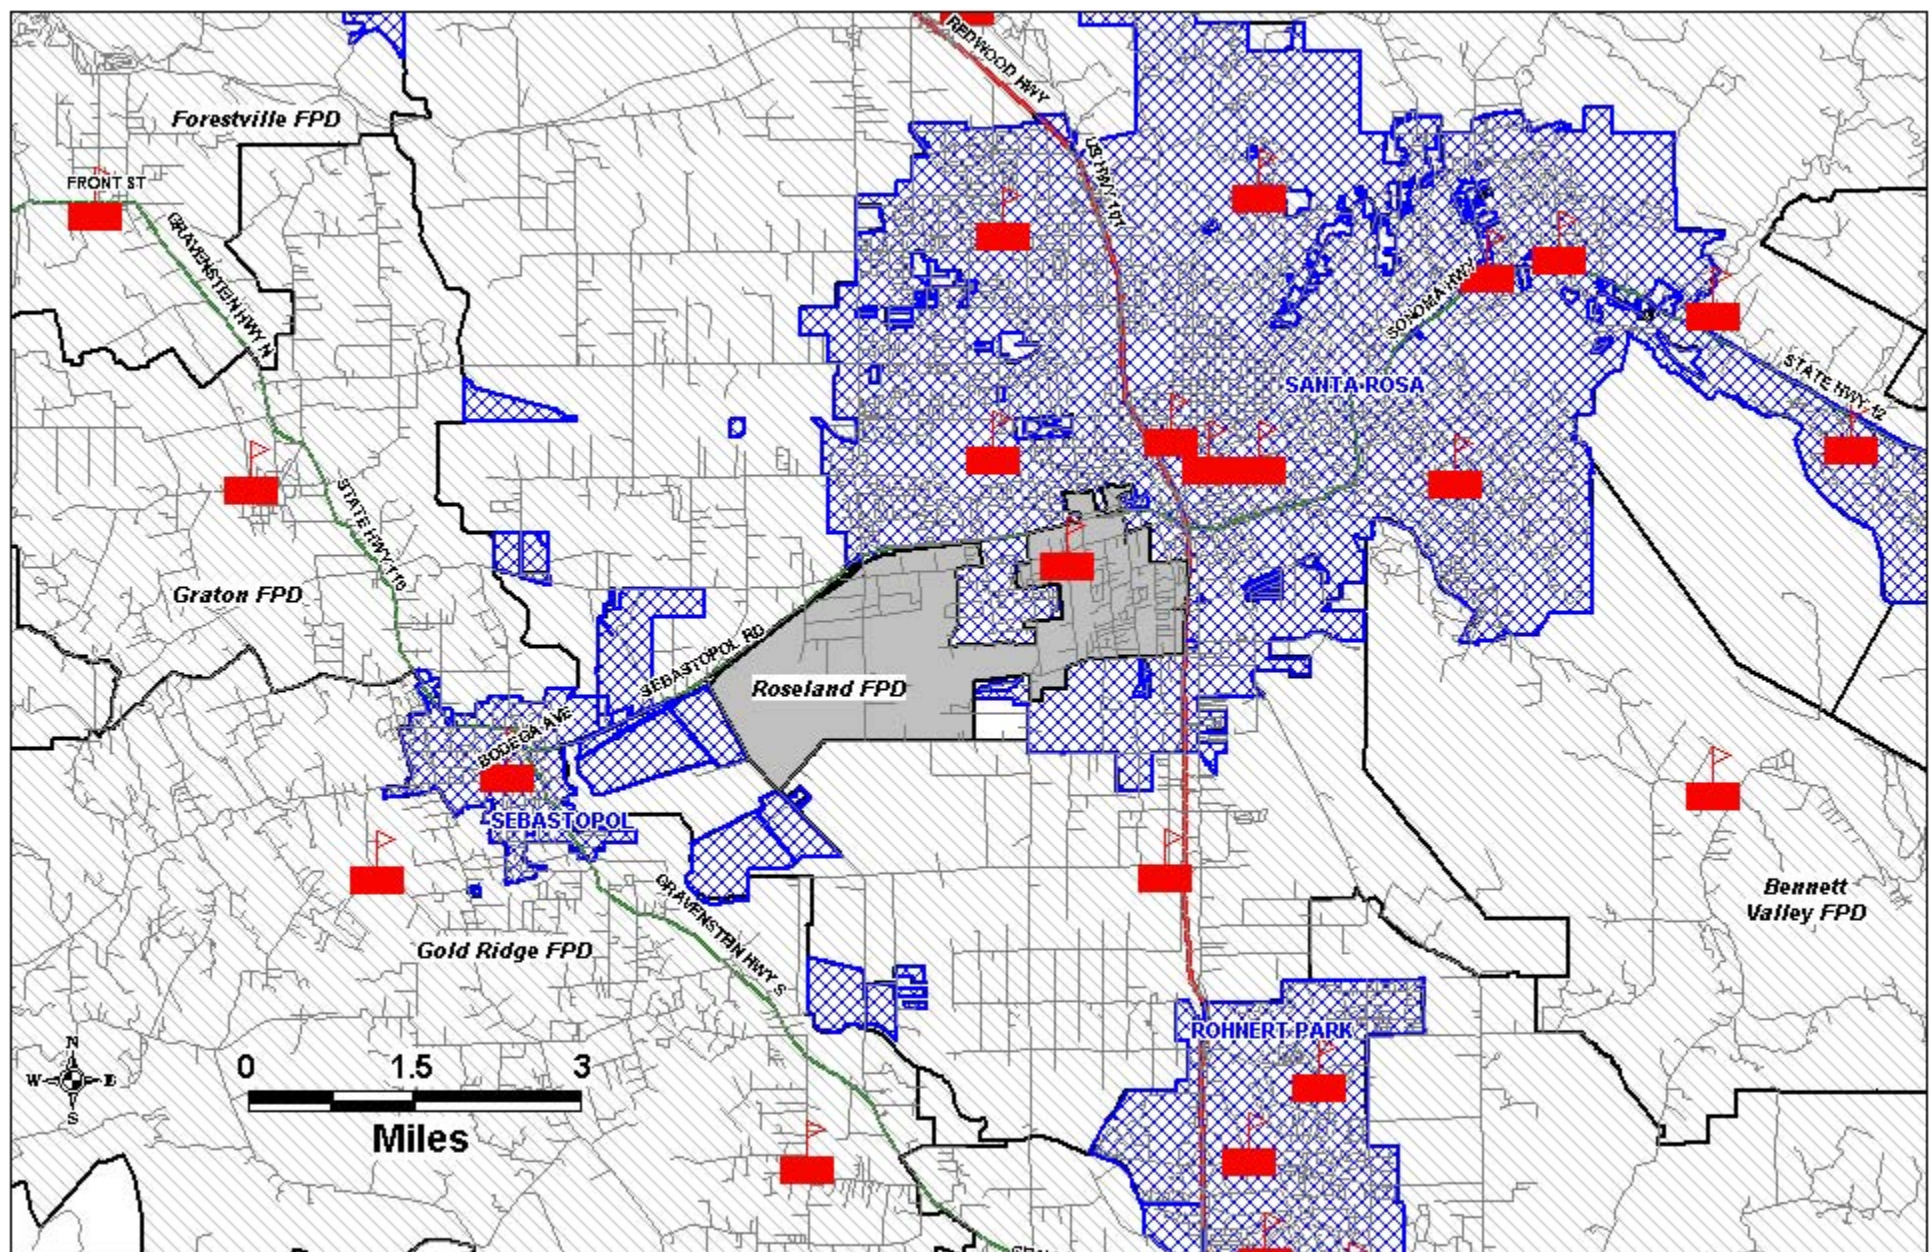 REDWOOD HWY
Forestville FPD
US HWY 101
FRONT ST
GRAVENSTEIN HWY N
SONOMA HWY
STATE HWY 12
SANTA ROSA
STATE HWY 116
Graton FPD
SEBASTOPOL RD
Roseland FPD
BODEGA AVE
SEBASTOPOL
Bennett
Valley FPD
GRAVENSTEIN HWY S
Gold Ridge FPD
ROHNERT PARK
N
W E
S
0 1.5 3
Miles